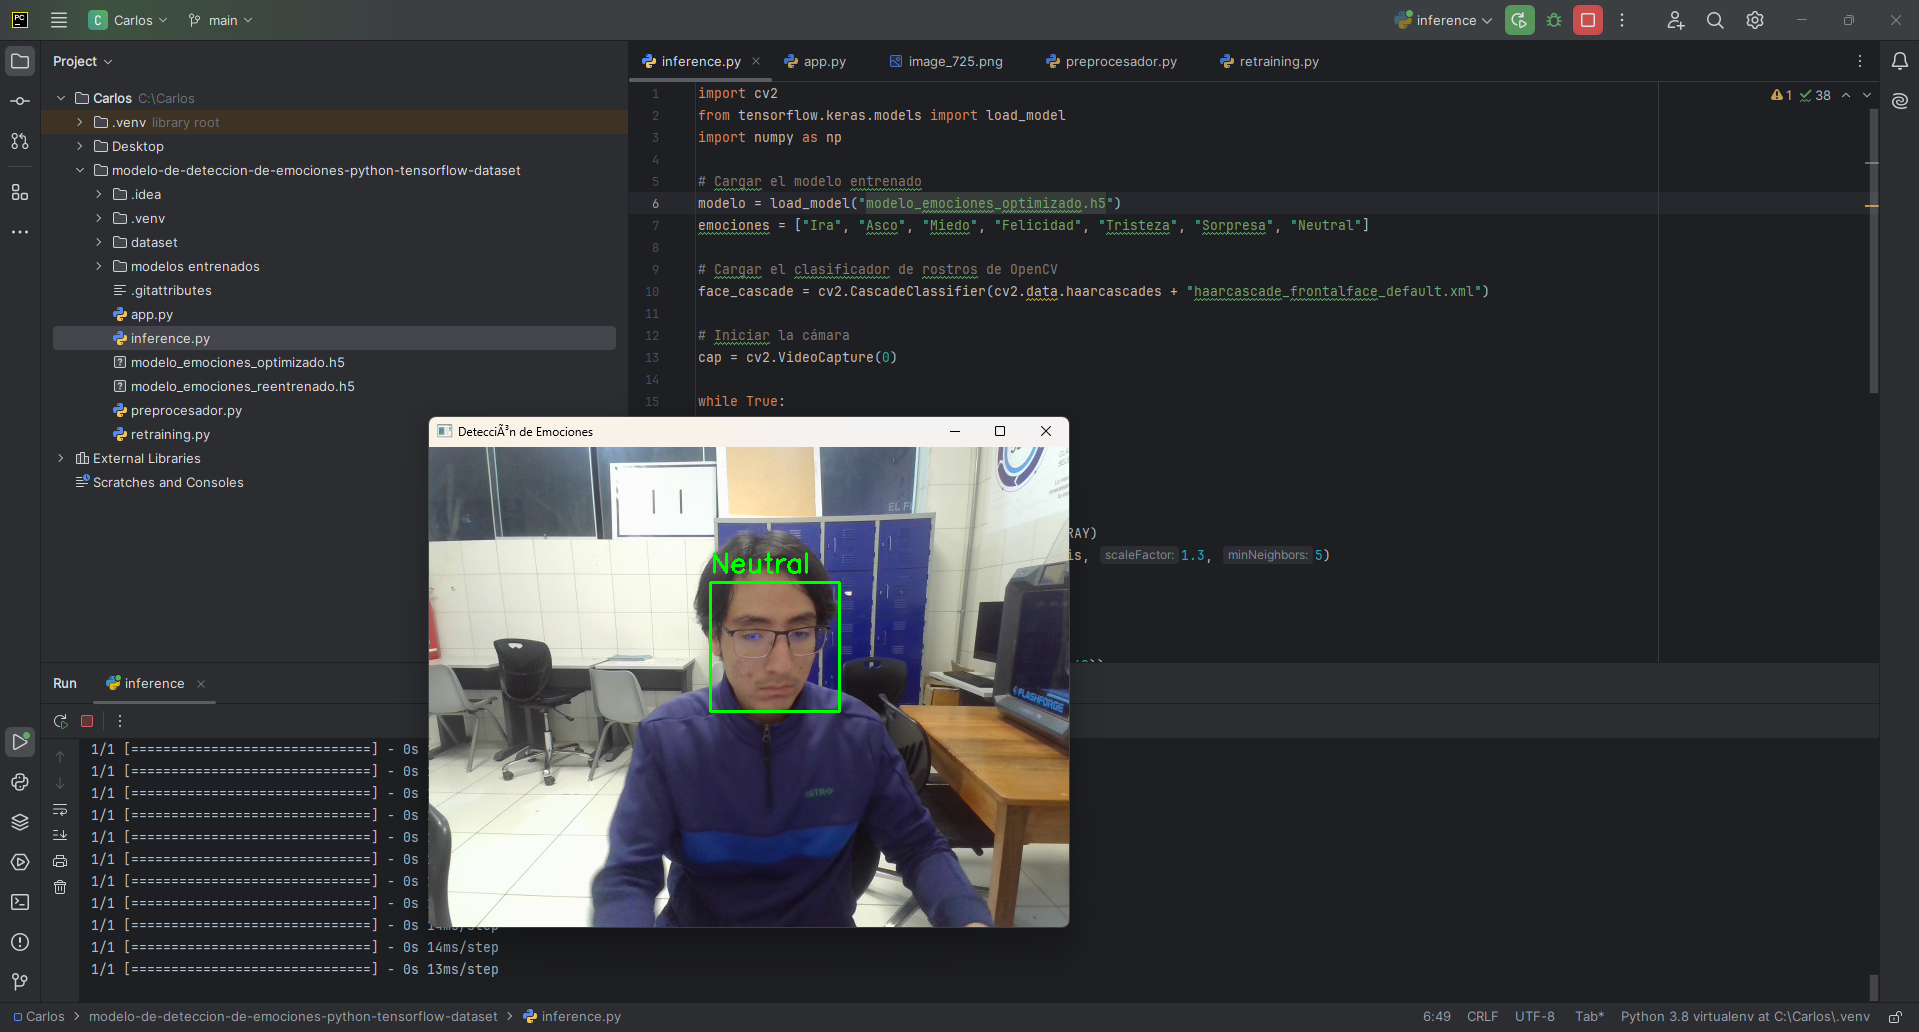 PC
C Carlos
main
inference
Project
inference.py
app.py
image_725.png
preprocesador.py
retraining.py
Carlos C:\Carlos
.venv library root
Desktop
modelo-de-deteccion-de-emociones-python-tensorflow-dataset
.idea
.venv
dataset
modelos entrenados
.gitattributes
app.py
inference.py
modelo_emociones_optimizado.h5
modelo_emociones_reentrenado.h5
preprocesador.py
retraining.py
External Libraries
Scratches and Consoles
1 38
1 import cv2
2 from tensorflow.keras.models import load_model
3 import numpy as np
4
5 # Cargar el modelo entrenado
6 modelo = load_model("modelo_emociones_optimizado.h5")
7 emociones = ["Ira", "Asco", "Miedo", "Felicidad", "Tristeza", "Sorpresa", "Neutral"]
8
9 # Cargar el clasificador de rostros de OpenCV
10 face_cascade = cv2.CascadeClassifier(cv2.data.haarcascades + "haarcascade_frontalface_default.xml")
11
12 # Iniciar la cámara
13 cap = cv2.VideoCapture(0)
14
15 while True:
RAY)
is, scaleFactor: 1.3, minNeighbors: 5)
DetecciÃ³n de Emociones
EL F
Neutral
FLASHFORGE
Run
inference
1/1 [==============================] - 0s
1/1 [==============================] - 0s
1/1 [==============================] - 0s
1/1 [==============================] - 0s
1/1 [==============================] - 0s
1/1 [==============================] - 0s
1/1 [==============================] - 0s
1/1 [==============================] - 0s
1/1 [==============================] - 0s 14ms/step
1/1 [==============================] - 0s 14ms/step
1/1 [==============================] - 0s 13ms/step
Carlos > modelo-de-deteccion-de-emociones-python-tensorflow-dataset > inference.py
6:49 CRLF UTF-8 Tab* Python 3.8 virtualenv at C:\Carlos\.venv